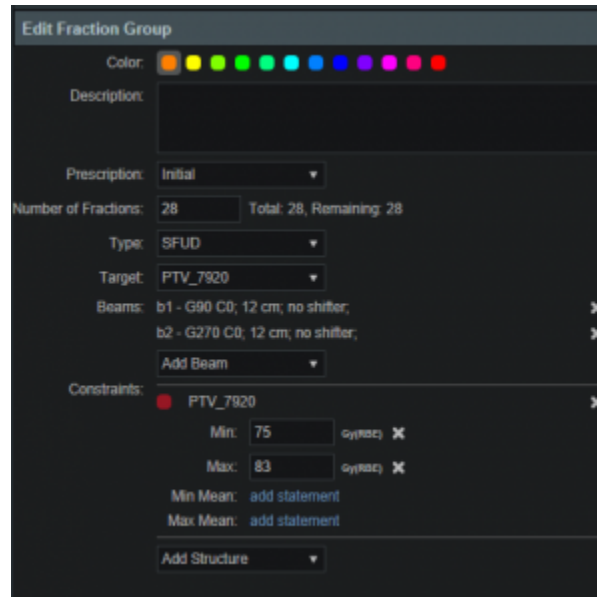 Edit Fraction Group
Color:
Description:
Prescription: Initial
Number of Fractions: 28 Total: 28, Remaining: 28
Type: SFUD
Target: PTV_7920
Beams: b1 - G90 C0; 12 cm; no shifter;
b2 - G270 C0; 12 cm; no shifter;
Add Beam
Constraints:
PTV_7920
Min: 75 Gy(RBE)
Max: 83 Gy(RBE)
Min Mean: add statement
Max Mean: add statement
Add Structure